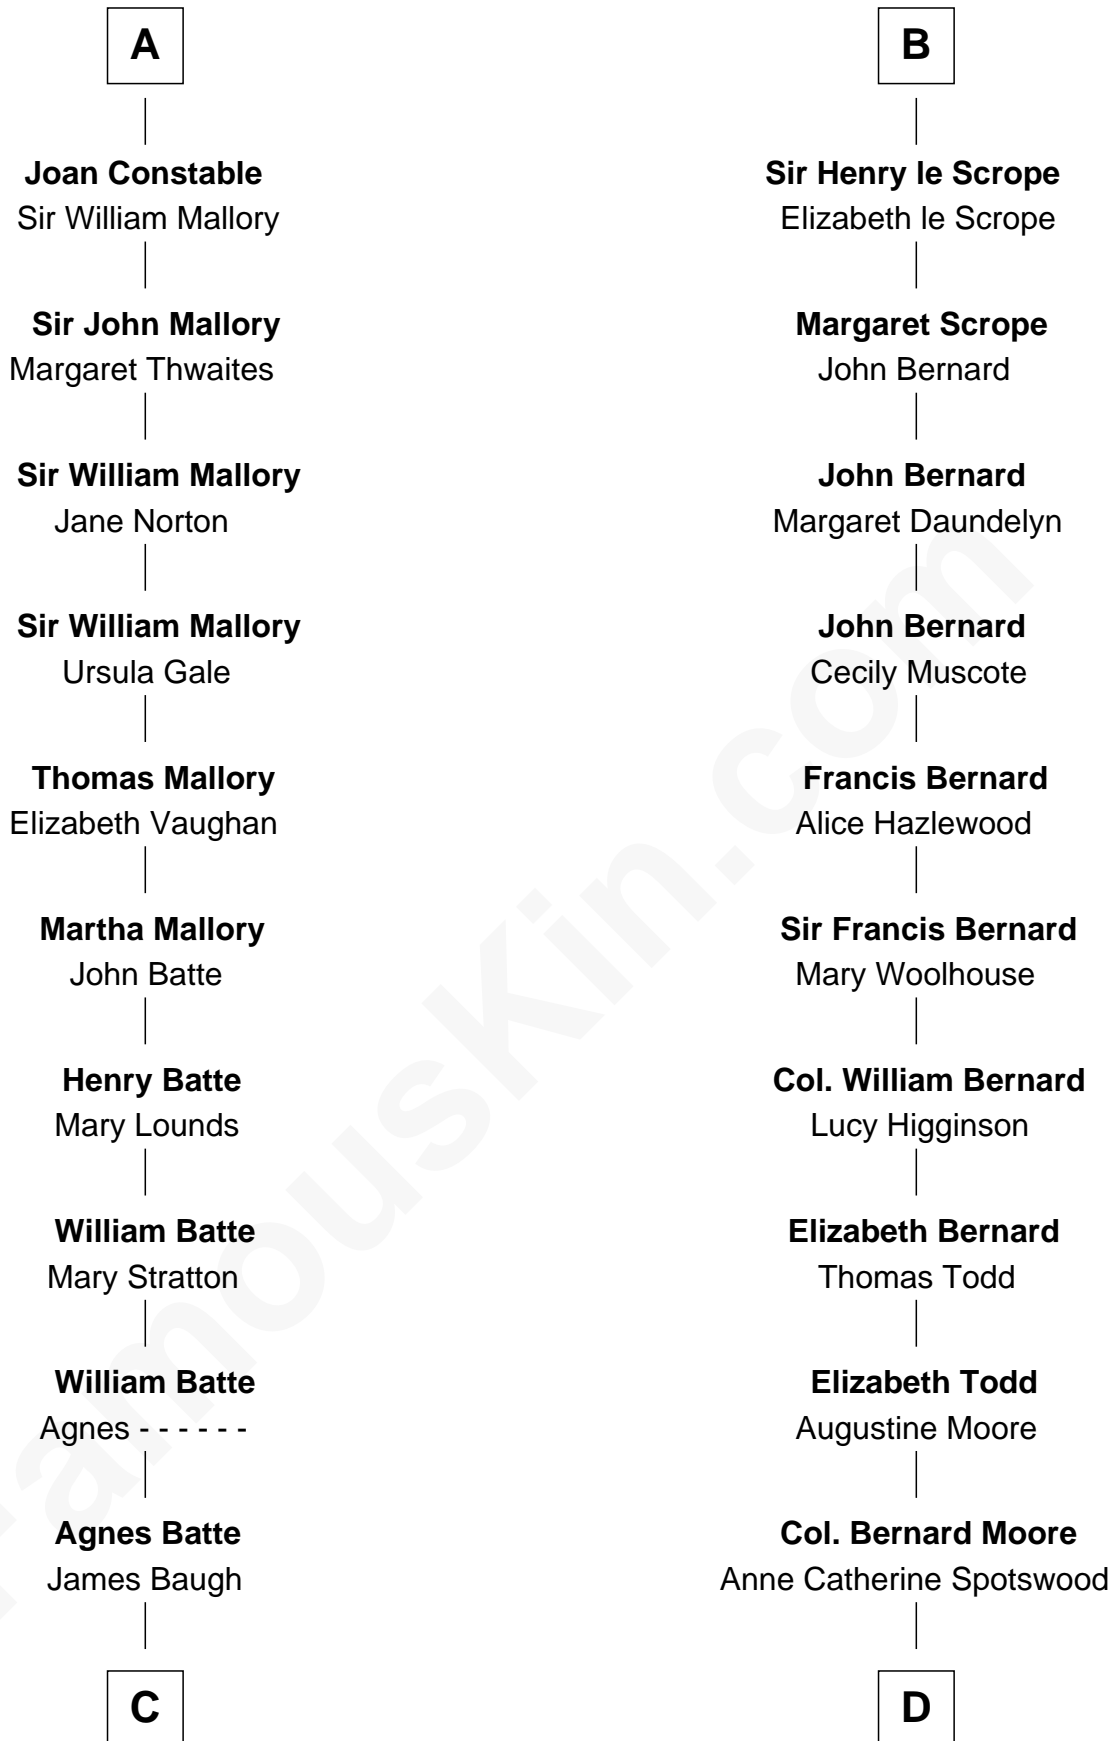 A
Joan Constable
Sir William Mallory
Sir John Mallory
Margaret Thwaites
Sir William Mallory
Jane Norton
Sir William Mallory
Ursula Gale
Thomas Mallory
Elizabeth Vaughan
Martha Mallory
John Batte
Henry Batte
Mary Lounds
William Batte
Mary Stratton
William Batte
Agnes - - - - - -
Agnes Batte
James Baugh
C
B
Sir Henry le Scrope
Elizabeth le Scrope
Margaret Scrope
John Bernard
John Bernard
Margaret Daundelyn
John Bernard
Cecily Muscote
Francis Bernard
Alice Hazlewood
Sir Francis Bernard
Mary Woolhouse
Col. William Bernard
Lucy Higginson
Elizabeth Bernard
Thomas Todd
Elizabeth Todd
Augustine Moore
Col. Bernard Moore
Anne Catherine Spotswood
D
FamousKin.com